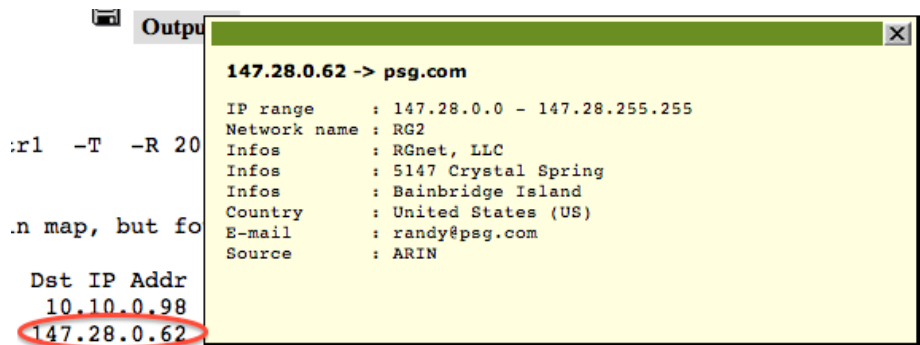 Outpu
147.28.0.62 -> psg.com
IP range : 147.28.0.0 - 147.28.255.255
Network name : RG2
Infos : RGnet, LLC
Infos : 5147 Crystal Spring
Infos : Bainbridge Island
Country : United States (US)
E-mail : randy@psg.com
Source : ARIN
r1 -T -R 20
n map, but fo
Dst IP Addr
10.10.0.98
147.28.0.62